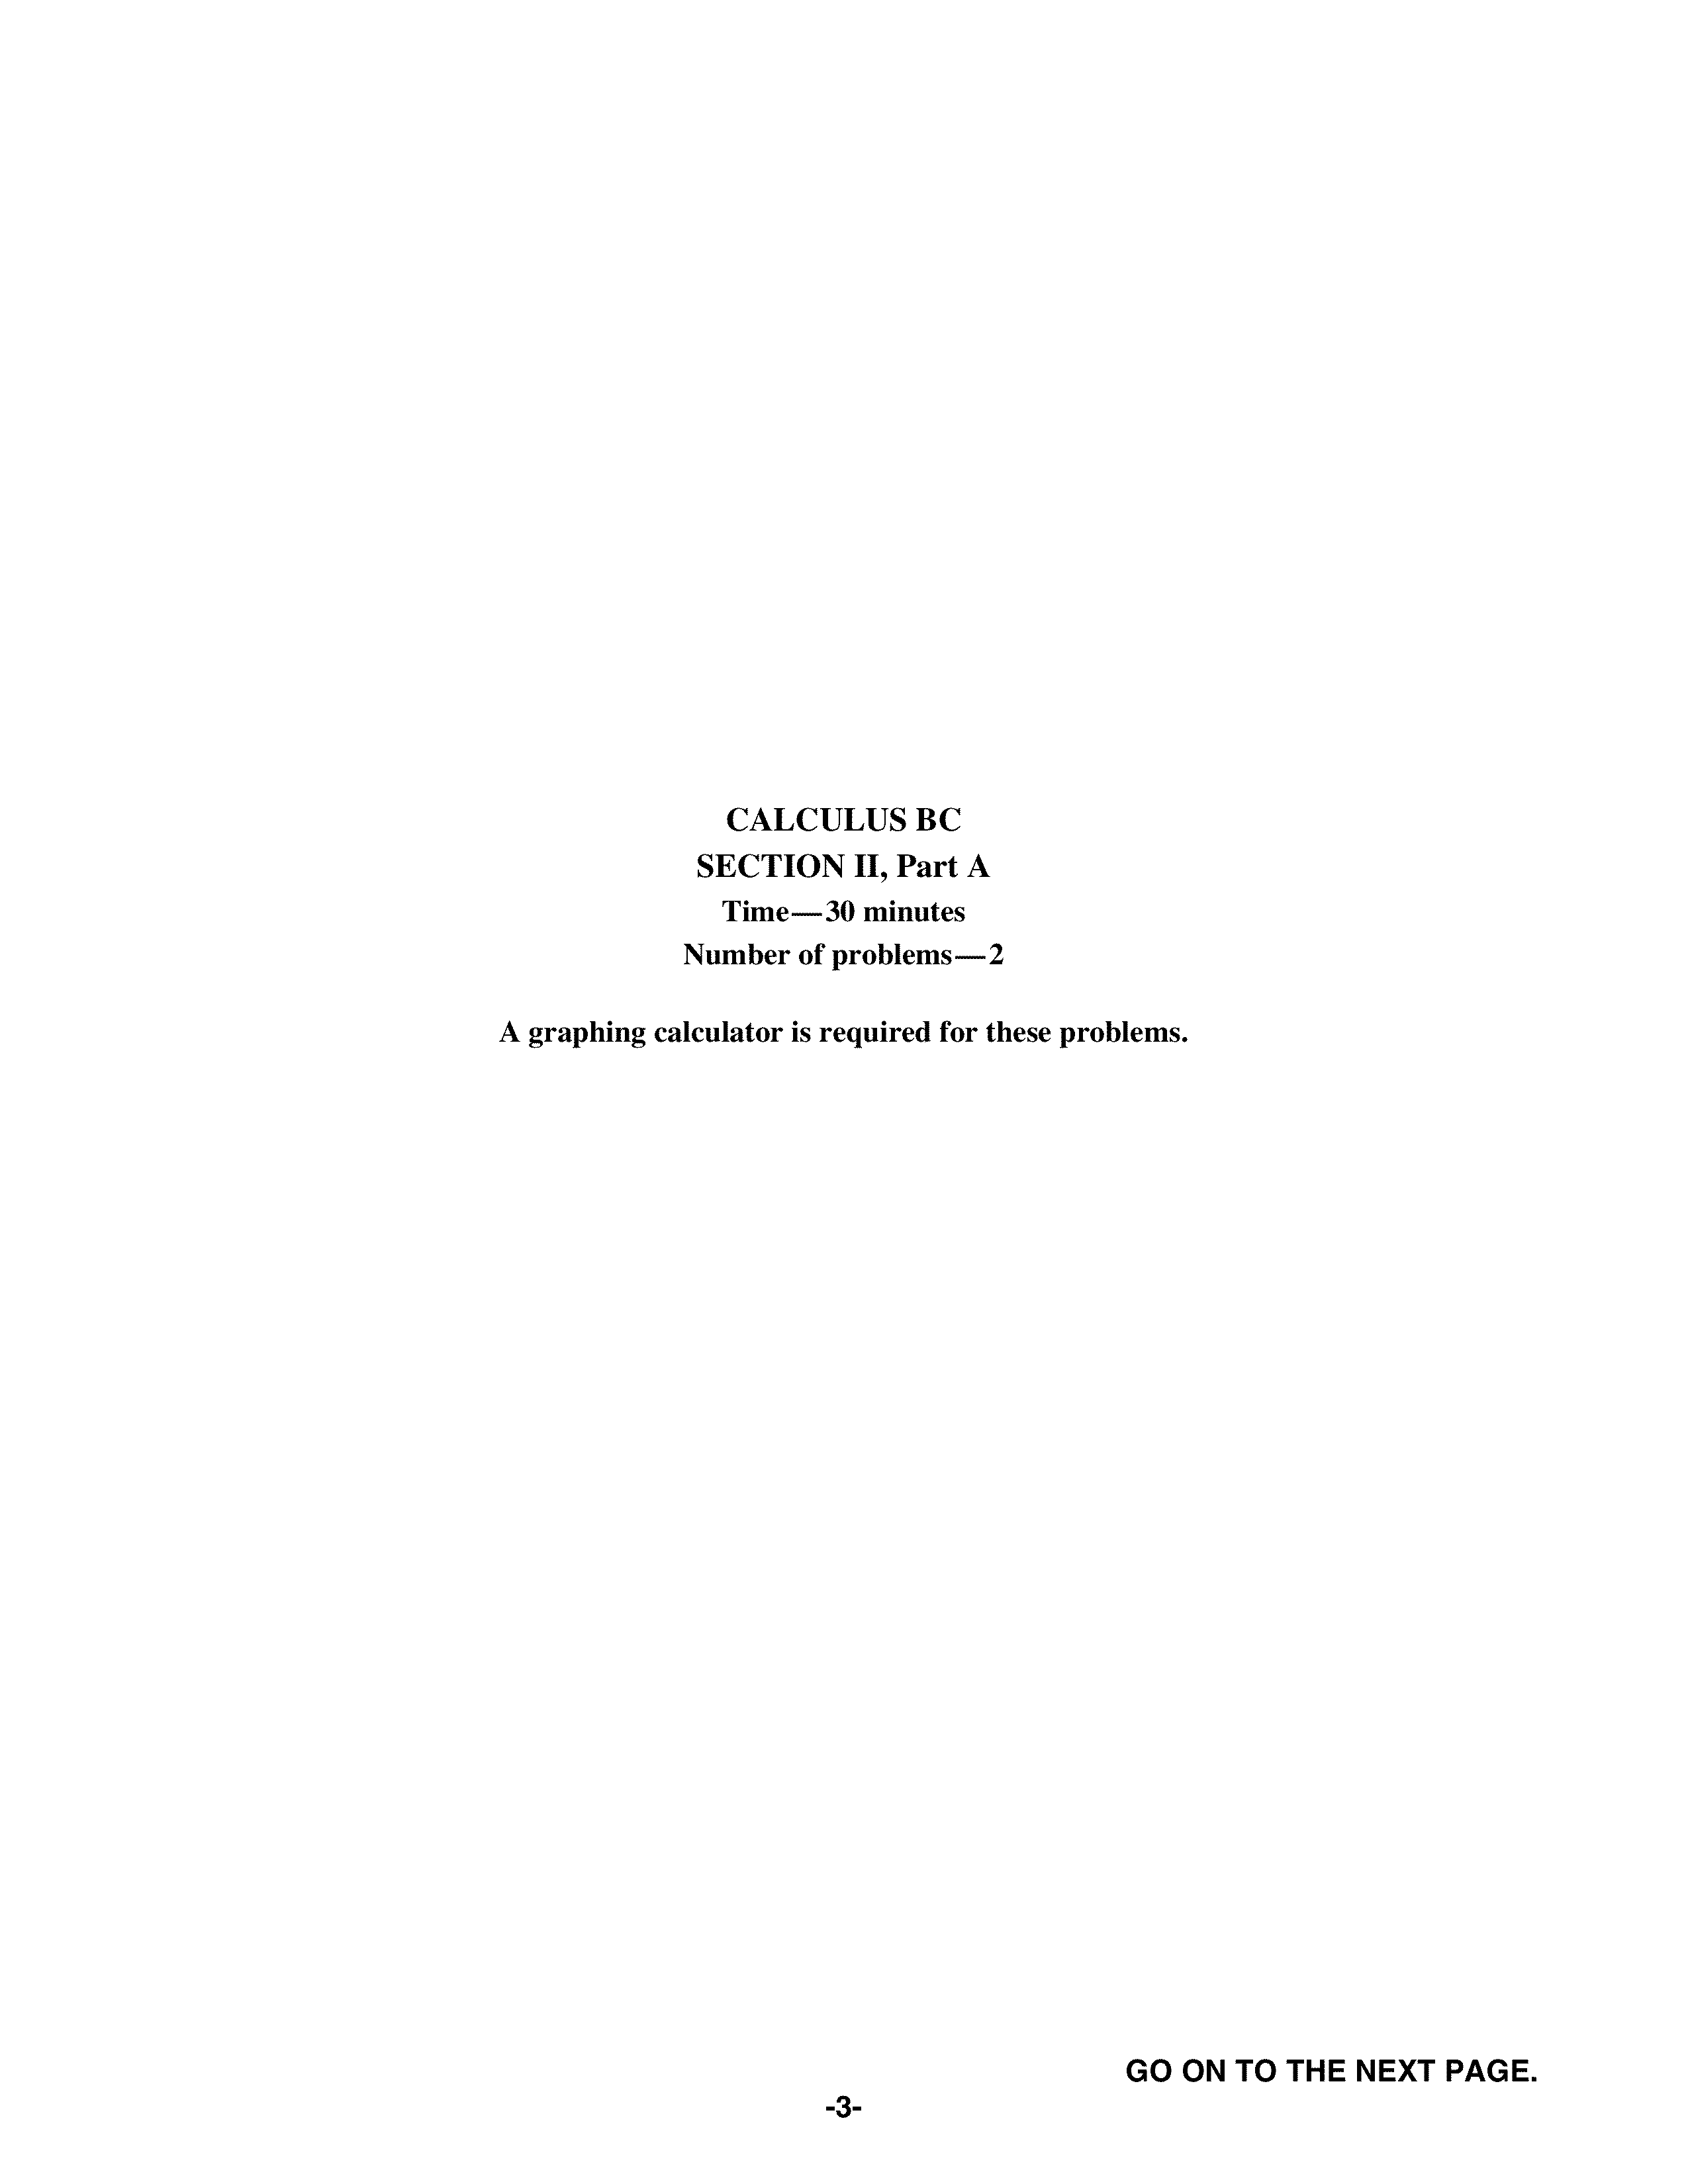 CALCULUS BC
SECTION II, Part A
Time—30 minutes
Number of problems—2
A graphing calculator is required for these problems.
GO ON TO THE NEXT PAGE.
-3-